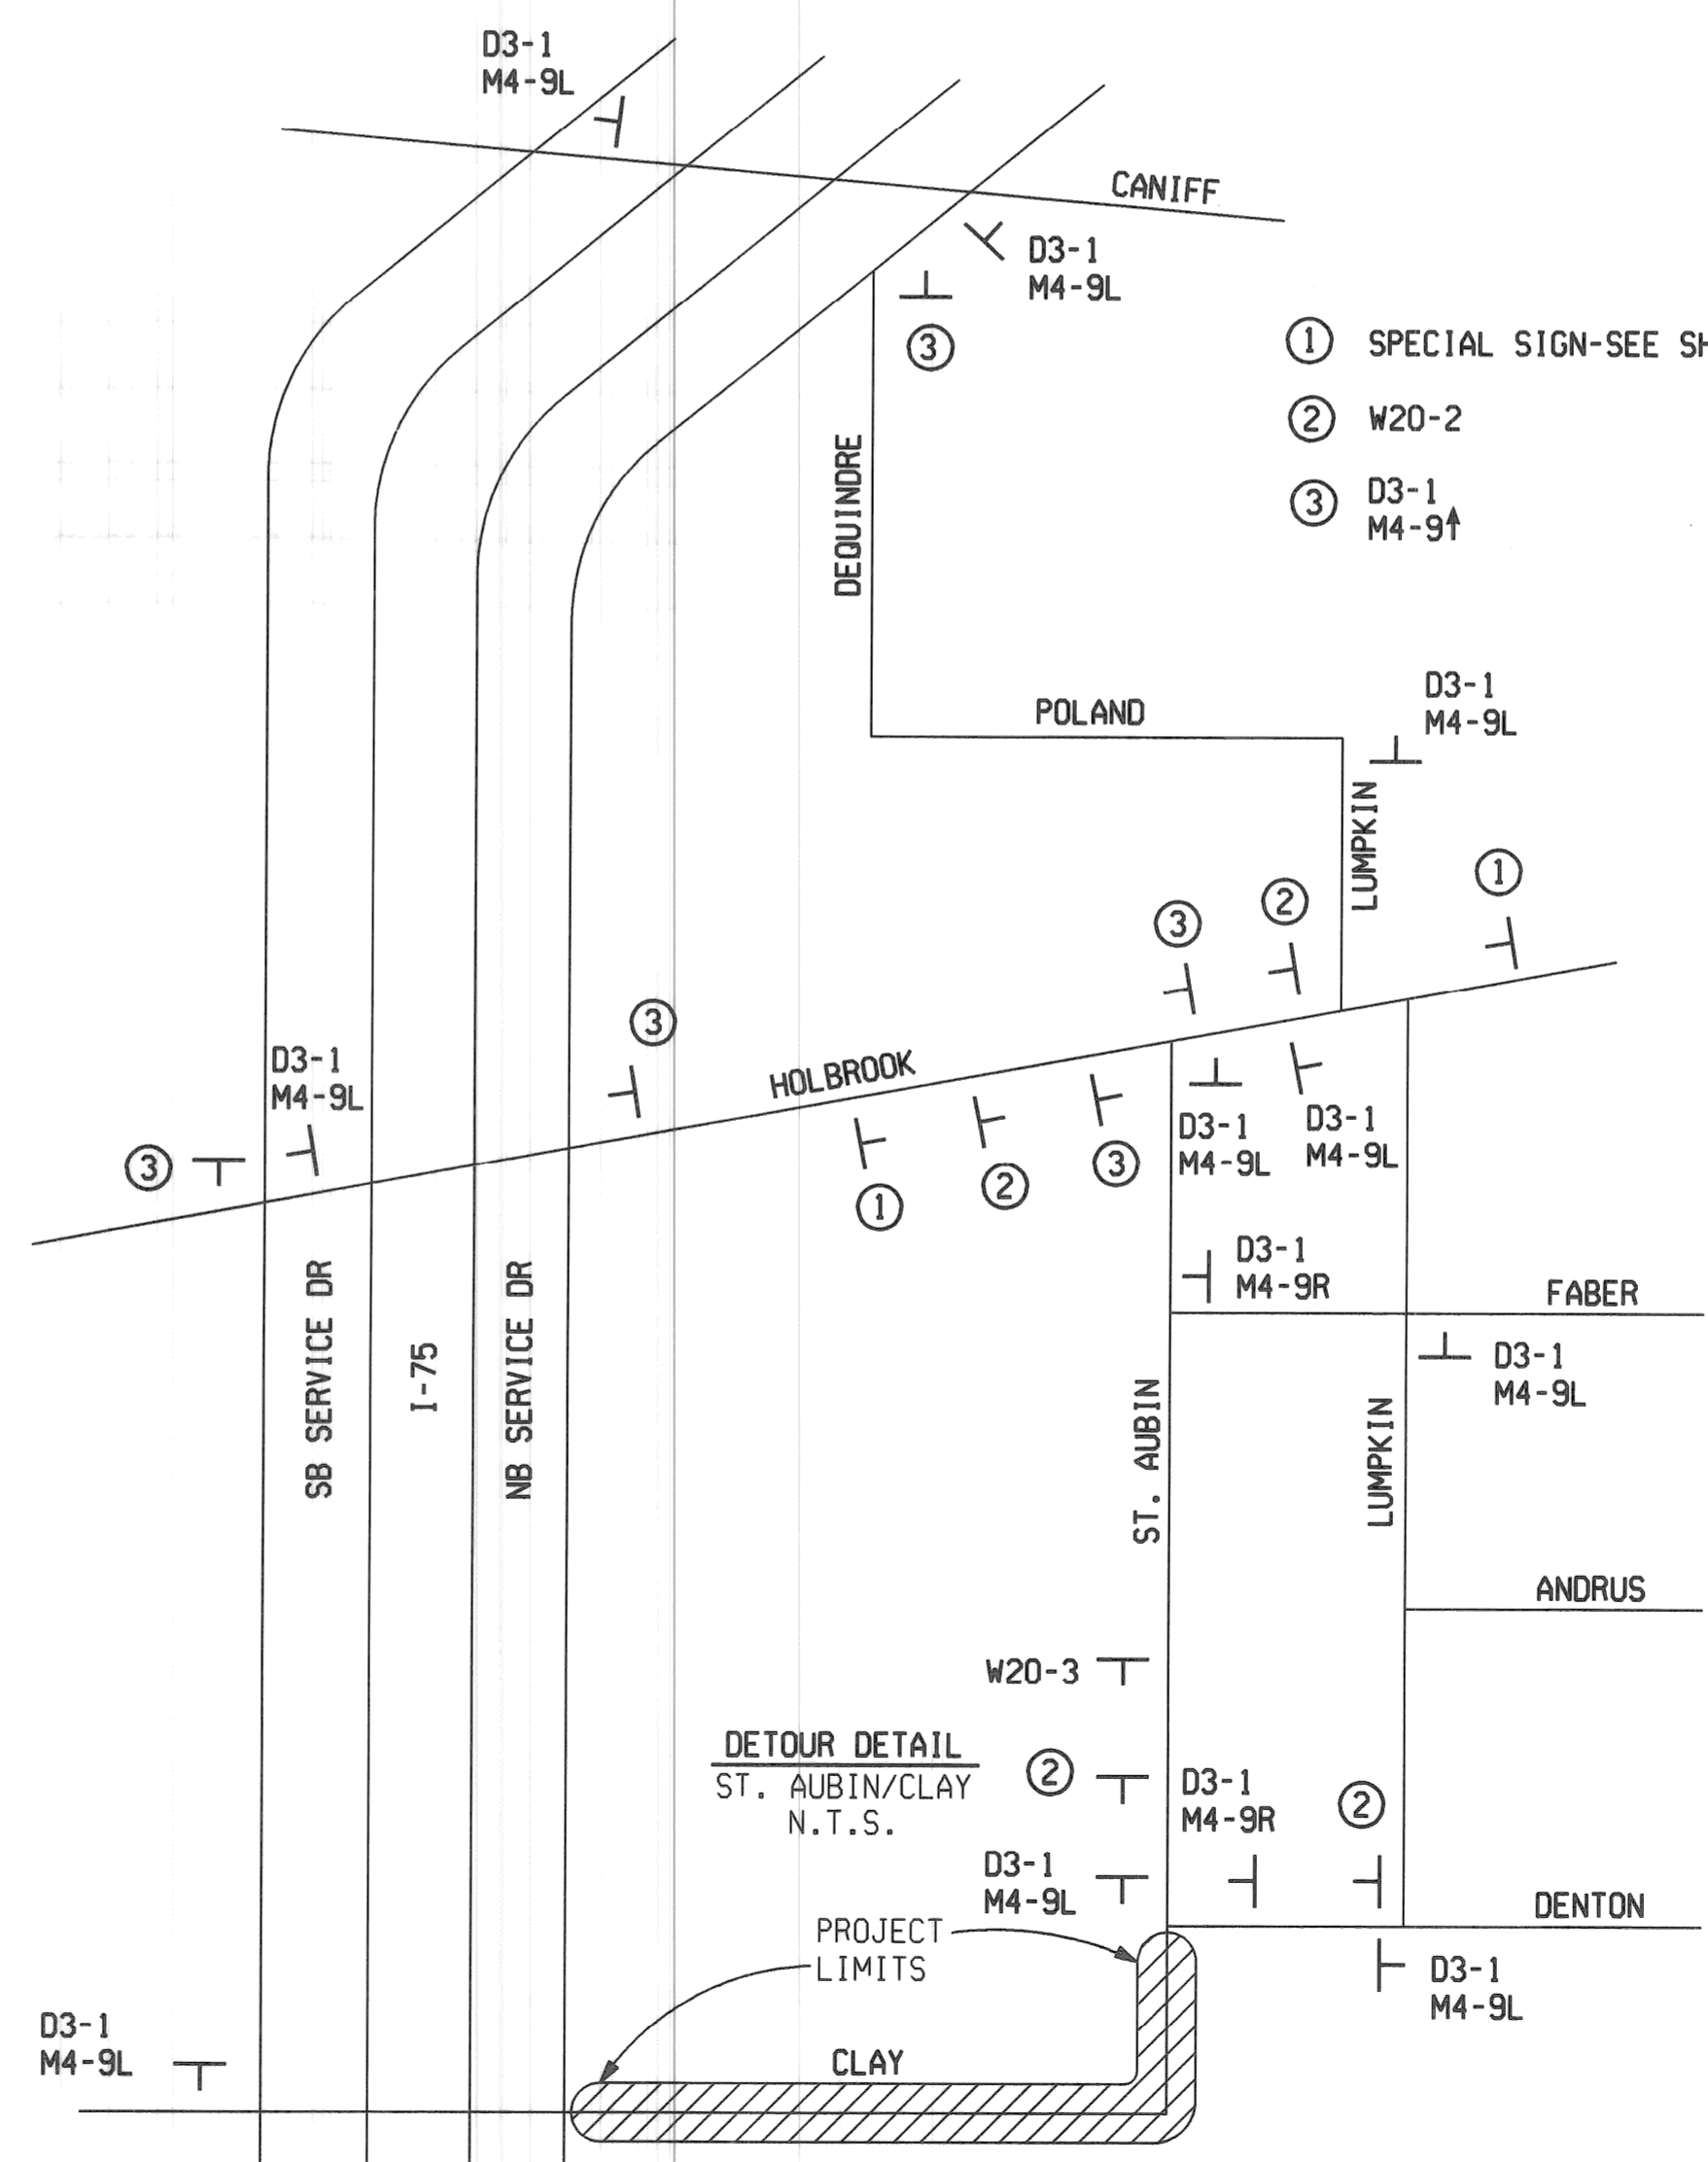 D3-1
M4-9L
CANIFF
D3-1
M4-9L
3
1 SPECIAL SIGN-SEE
2 W20-2
3 D3-1
M4-9↑
DEQUINDRE
D3-1
M4-9L
POLAND
LUMPKIN
1
2
3
3
HOLBROOK
D3-1
M4-9L
3
1
2
3
D3-1
M4-9L
D3-1
M4-9L
D3-1
M4-9R
FABER
D3-1
M4-9L
SB SERVICE DR
I-75
NB SERVICE DR
ST. AUBIN
LUMPKIN
ANDRUS
W20-3
DETOUR DETAIL
ST. AUBIN/CLAY
N.T.S.
2
D3-1
M4-9R
2
D3-1
M4-9L
DENTON
PROJECT
LIMITS
D3-1
M4-9L
D3-1
M4-9L
CLAY